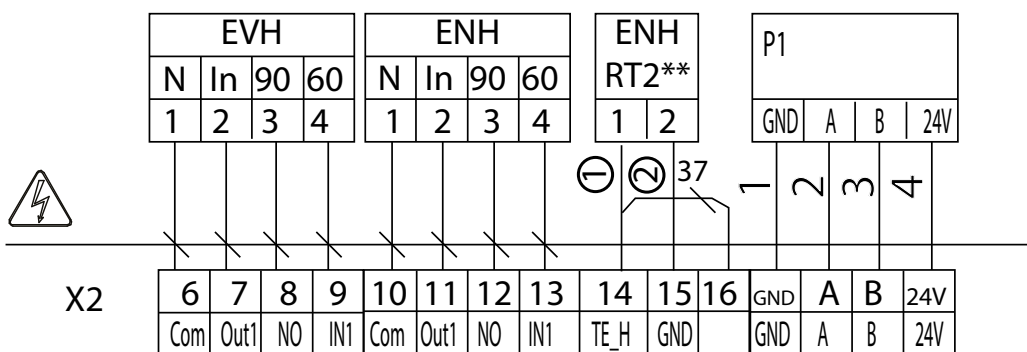 EVH ENH ENH P1
N In 90 60 N In 90 60 RT2**
1 2 3 4 1 2 3 4 1 2 GND A B 24V
1 2 37 1 2 3 4
X2 6 7 8 9 10 11 12 13 14 15 16 GND A B 24V
Com Out1 NO IN1 Com Out1 NO IN1 TE_H GND GND A B 24V